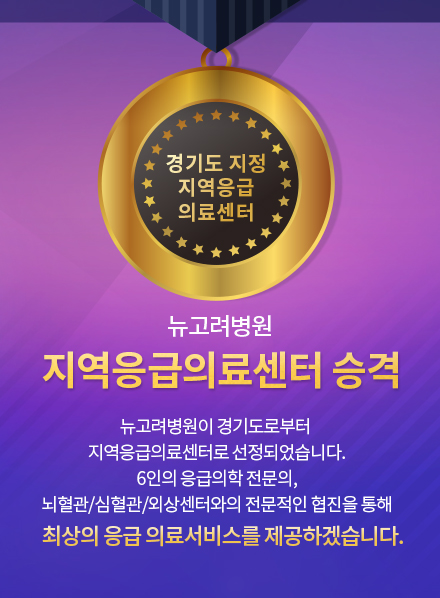 경기도 지정
지역응급
의료센터
뉴고려병원
지역응급의료센터 승격
뉴고려병원이 경기도로부터
지역응급의료센터로 선정되었습니다.
6인의 응급의학 전문의,
뇌혈관/심혈관/외상센터와의 전문적인 협진을 통해
최상의 응급 의료서비스를 제공하겠습니다.